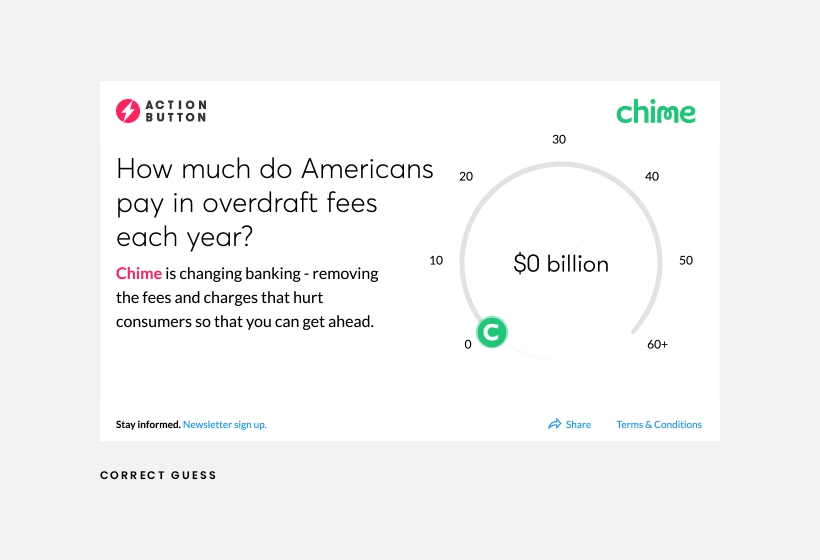 ACTION
BUTTON
chime
How much do Americans
pay in overdraft fees
each year?
Chime is changing banking - removing
the fees and charges that hurt
consumers so that you can get ahead.
30
20
40
10
50
$0 billion
C
0
60+
Stay informed. Newsletter sign up.
Share
Terms & Conditions
CORRECT GUESS